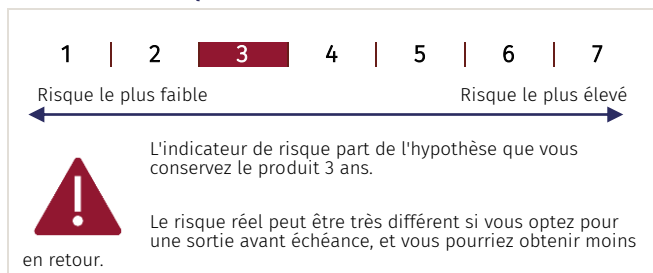 1 2 3 4 5 6 7
Risque le plus faible Risque le plus élevé
L'indicateur de risque part de l'hypothèse que vous
conservez le produit 3 ans.
Le risque réel peut être très différent si vous optez pour
une sortie avant échéance, et vous pourriez obtenir moins
en retour.